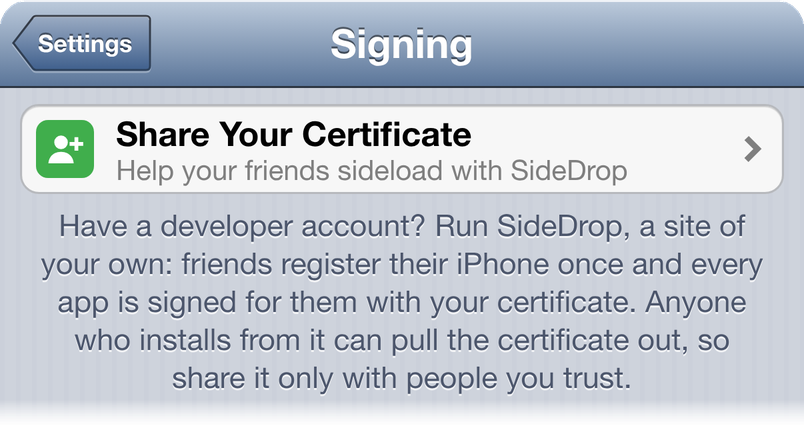 Settings
Signing
Share Your Certificate
Help your friends sideload with SideDrop
Have a developer account? Run SideDrop, a site of
your own: friends register their iPhone once and every
app is signed for them with your certificate. Anyone
who installs from it can pull the certificate out, so
share it only with people you trust.